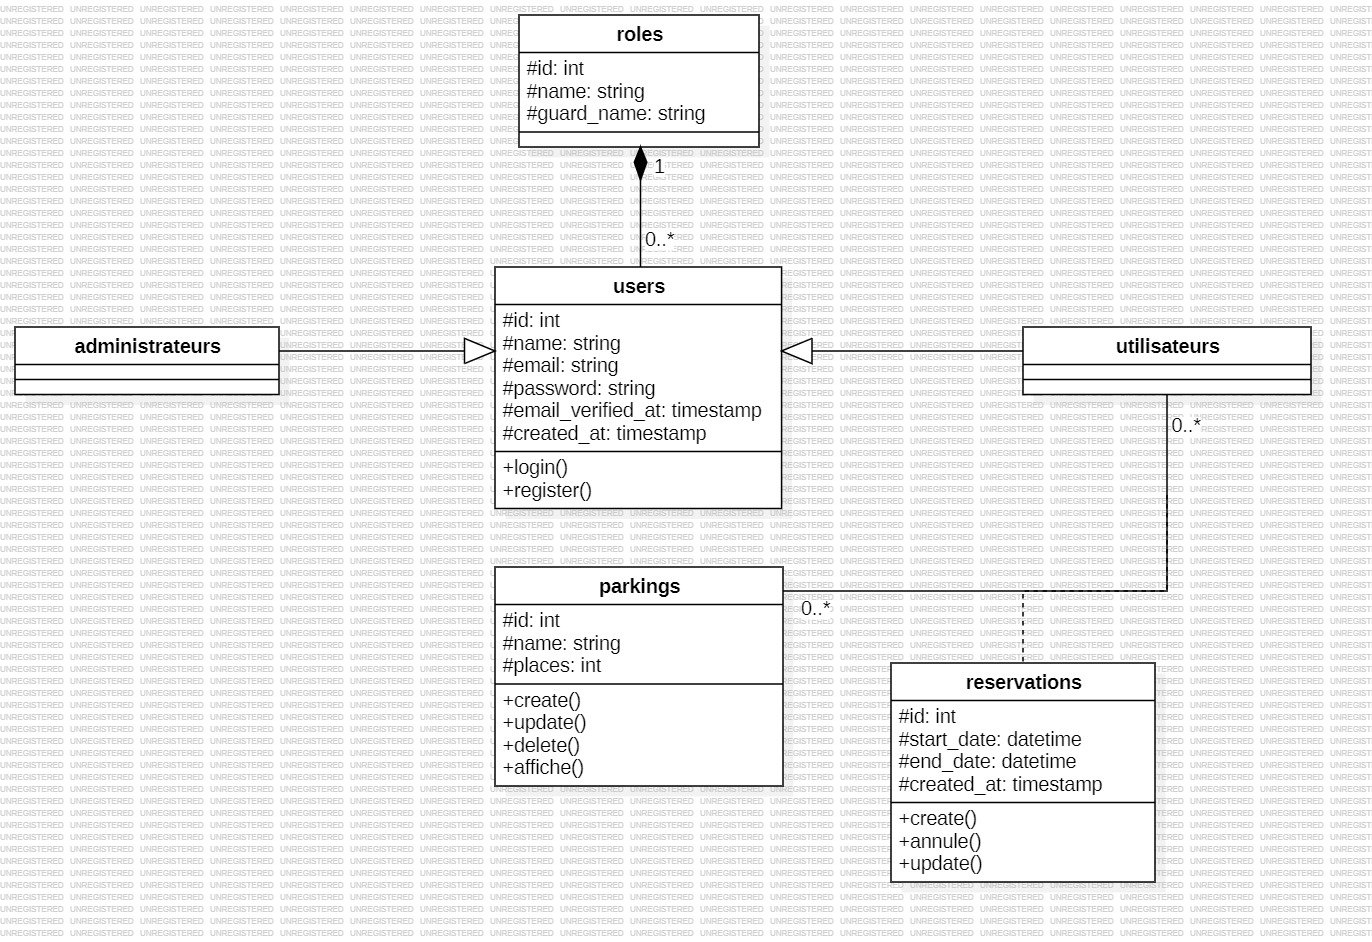 roles
#id: int
#name: string
#guard_name: string
1
0..*
users
#id: int
#name: string
#email: string
#password: string
#email_verified_at: timestamp
#created_at: timestamp
+login()
+register()
administrateurs
utilisateurs
0..*
parkings
#id: int
#name: string
#places: int
+create()
+update()
+delete()
+affiche()
0..*
reservations
#id: int
#start_date: datetime
#end_date: datetime
#created_at: timestamp
+create()
+annule()
+update()
UNREGISTERED